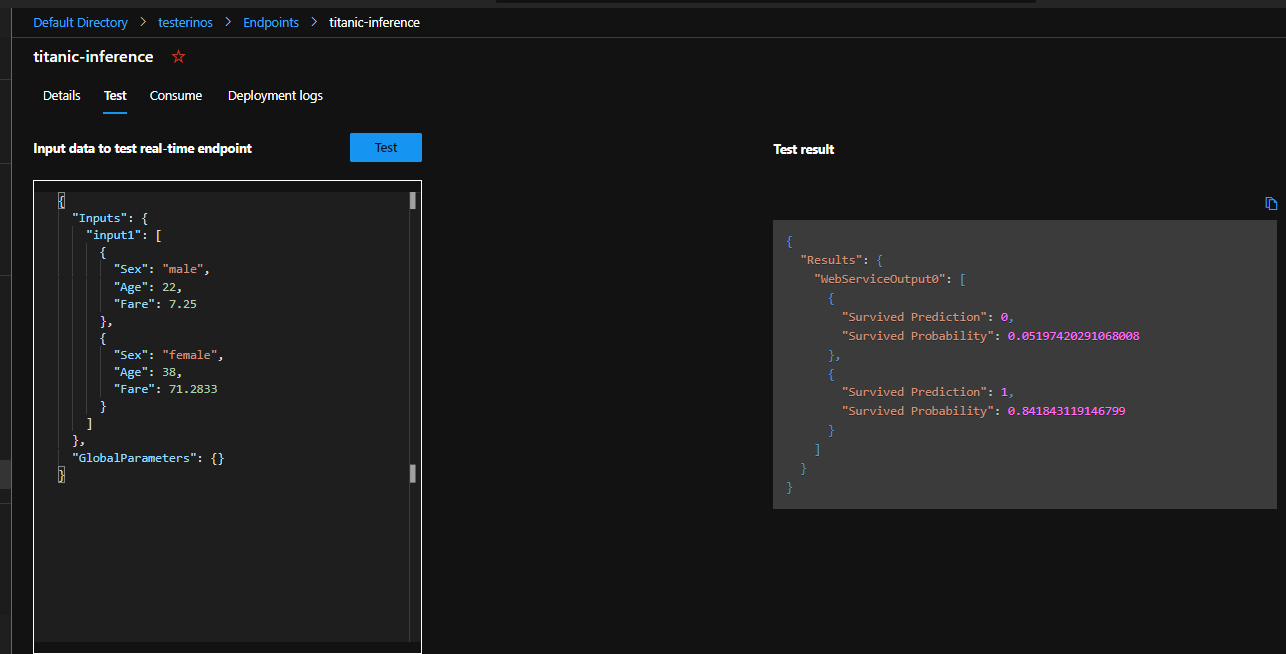 Default Directory > testerinos > Endpoints > titanic-inference
titanic-inference
Details Test Consume Deployment logs
Input data to test real-time endpoint
Test
{
"Inputs": {
"input1": [
{
"Sex": "male",
"Age": 22,
"Fare": 7.25
},
{
"Sex": "female",
"Age": 38,
"Fare": 71.2833
}
]
},
"GlobalParameters": {}
}
Test result
{
"Results": {
"WebServiceOutput0": [
{
"Survived Prediction": 0,
"Survived Probability": 0.05197420291068008
},
{
"Survived Prediction": 1,
"Survived Probability": 0.841843119146799
}
]
}
}